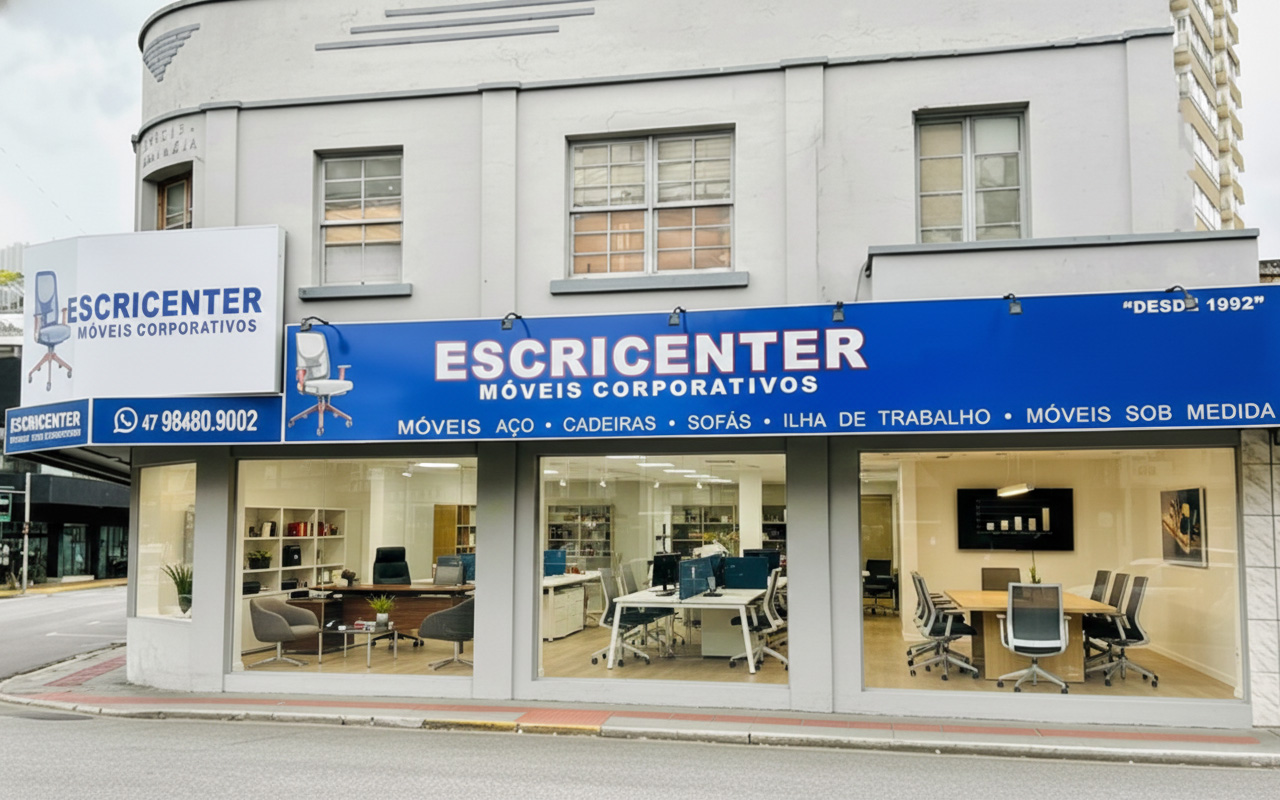 ESCRICENTER
MÓVEIS CORPORATIVOS
ESCRICENTER
47 98480.9002
"DESDE 1992"
ESCRICENTER
MÓVEIS CORPORATIVOS
MÓVEIS AÇO • CADEIRAS • SOFÁS • ILHA DE TRABALHO • MÓVEIS SOB MEDIDA